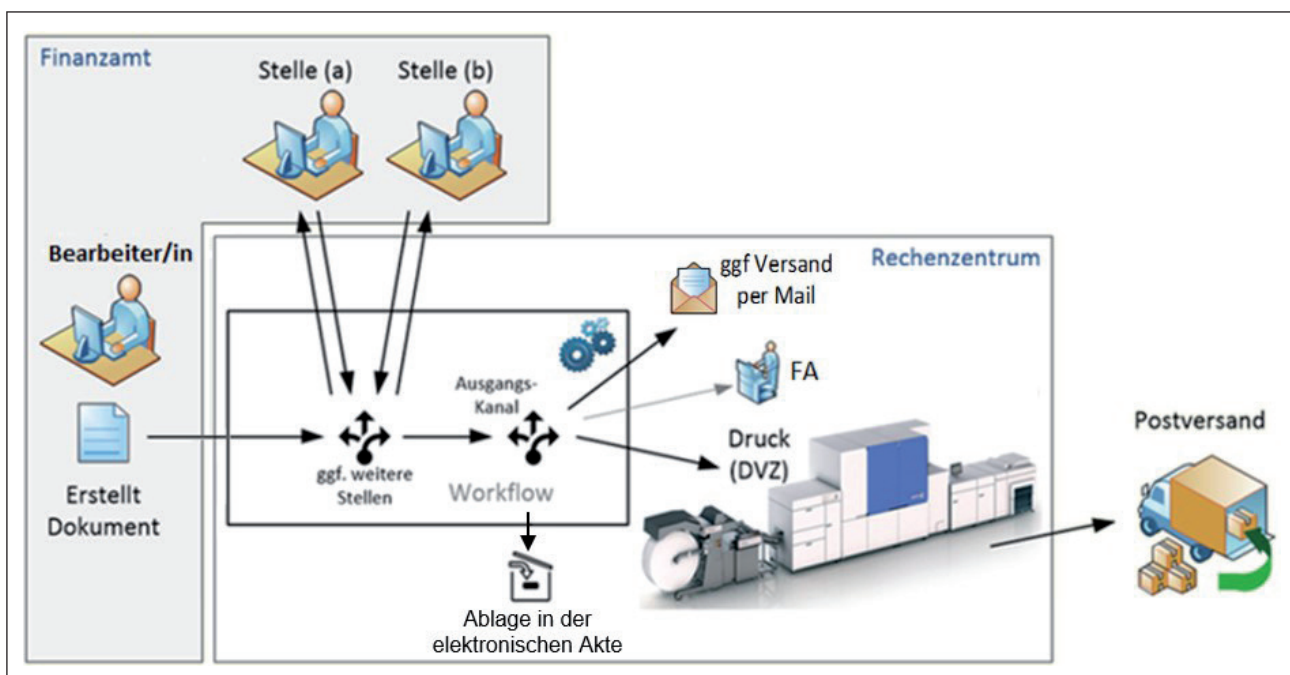 Finanzamt
Stelle (a)
Stelle (b)
Bearbeiter/in
Erstellt
Dokument
Rechenzentrum
ggf. weitere
Stellen
Ausgangs-
Kanal
Workflow
ggf Versand
per Mail
FA
Druck
(DVZ)
Ablage in der
elektronischen Akte
Postversand